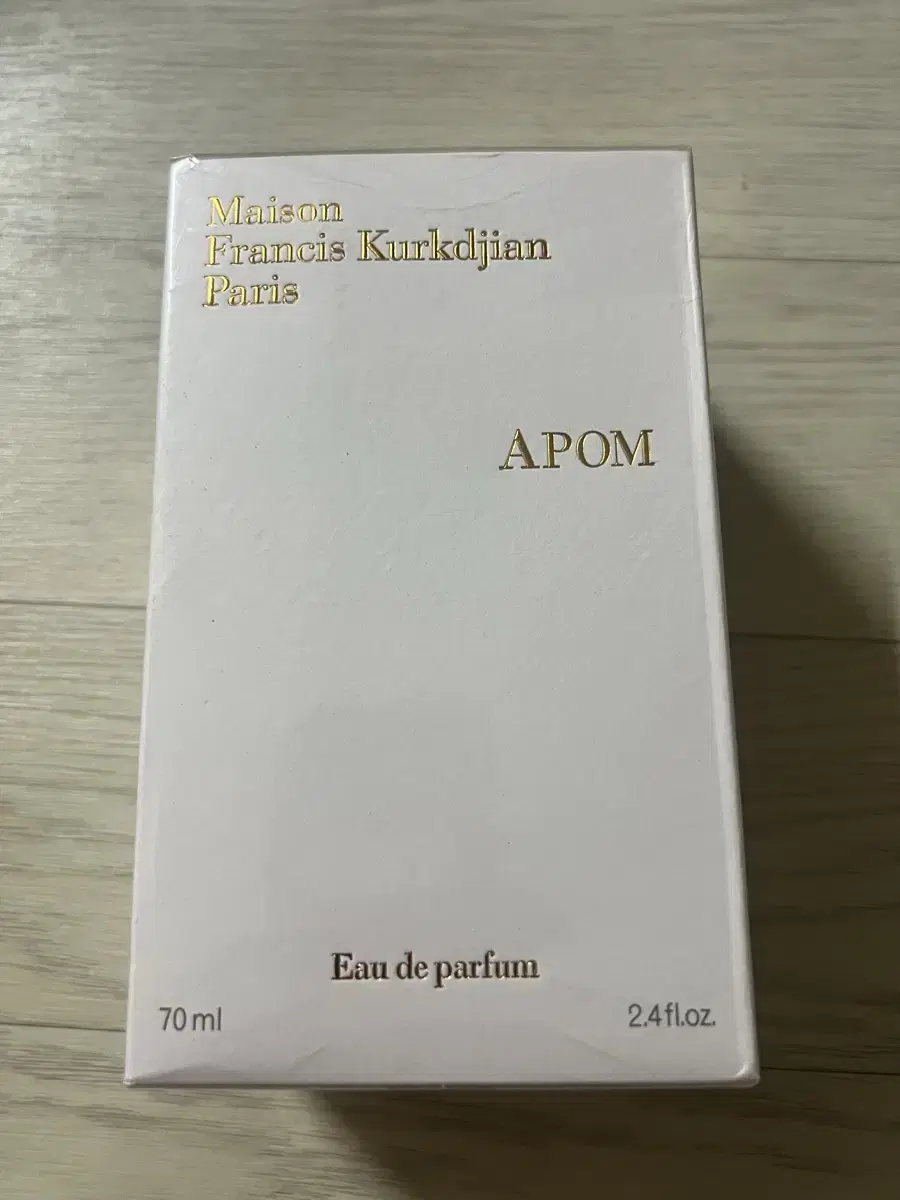 Maison
Francis Kurkdjian
Paris
APOM
Eau de parfum
70 ml
2.4 fl.oz.